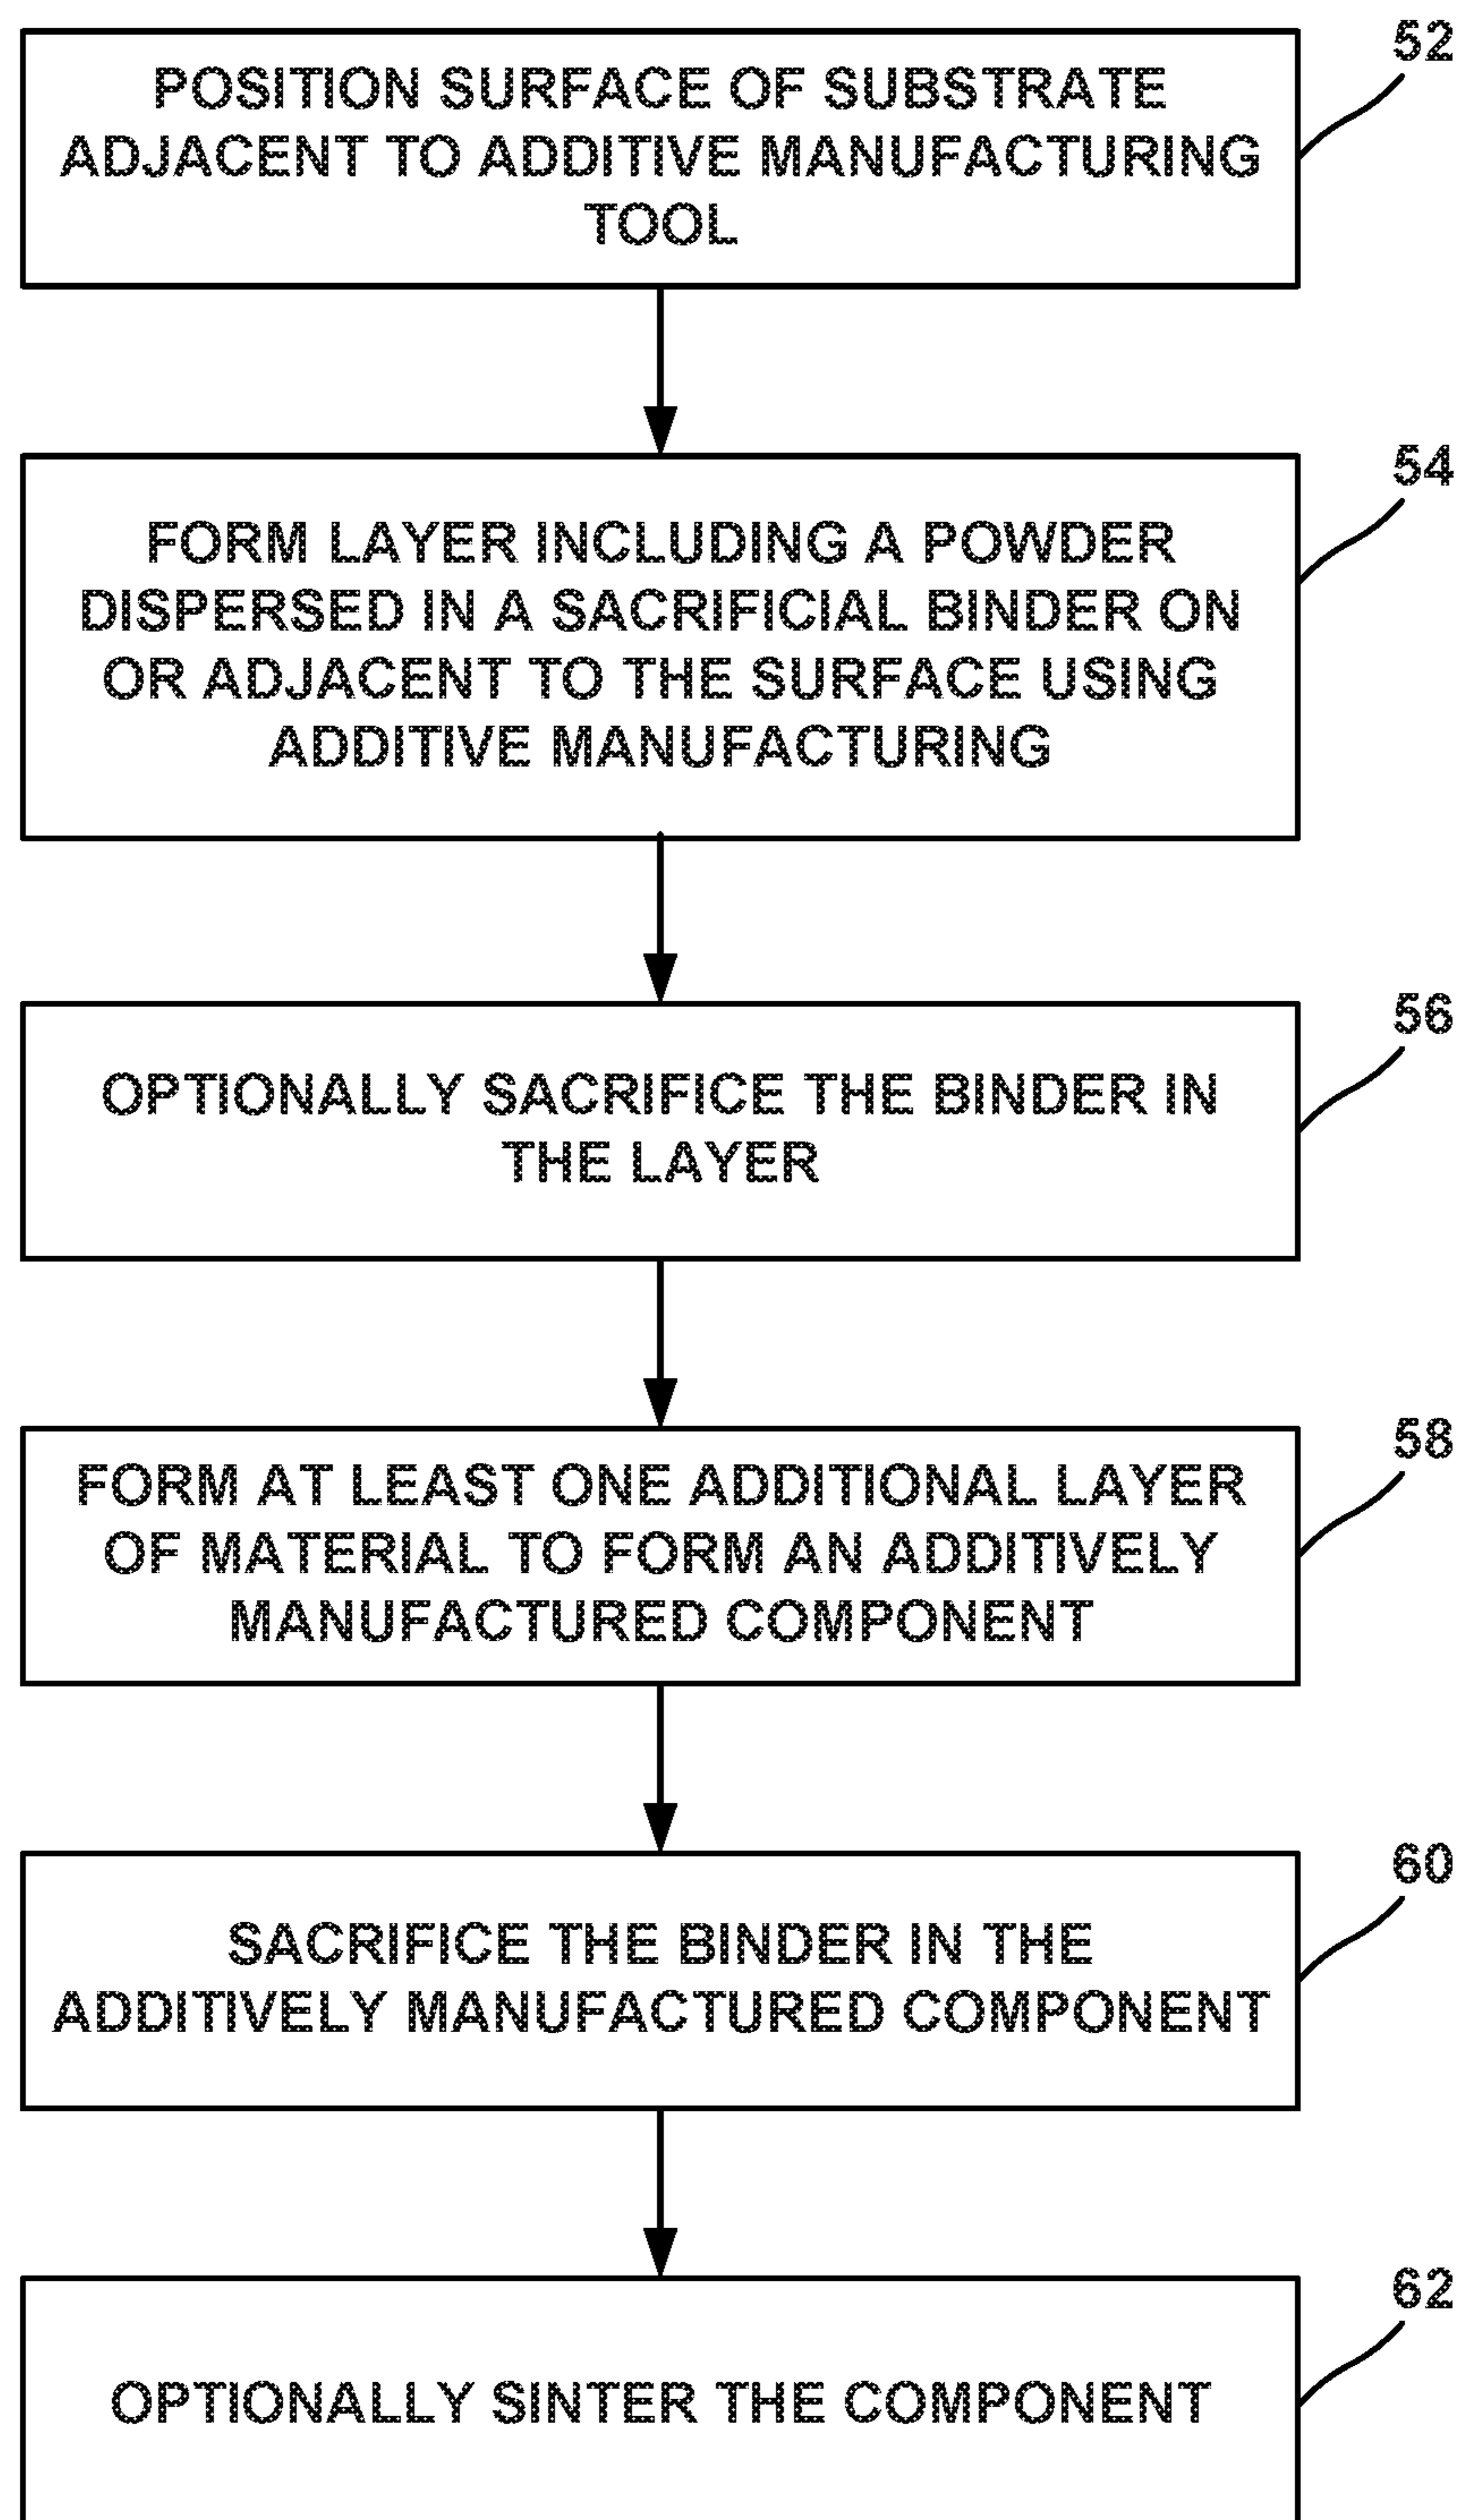 52
POSITION SURFACE OF SUBSTRATE
ADJACENT TO ADDITIVE MANUFACTURING
TOOL
54
FORM LAYER INCLUDING A POWDER
DISPERSED IN A SACRIFICIAL BINDER ON
OR ADJACENT TO THE SURFACE USING
ADDITIVE MANUFACTURING
56
OPTIONALLY SACRIFICE THE BINDER IN
THE LAYER
58
FORM AT LEAST ONE ADDITIONAL LAYER
OF MATERIAL TO FORM AN ADDITIVELY
MANUFACTURED COMPONENT
60
SACRIFICE THE BINDER IN THE
ADDITIVELY MANUFACTURED COMPONENT
62
OPTIONALLY SINTER THE COMPONENT